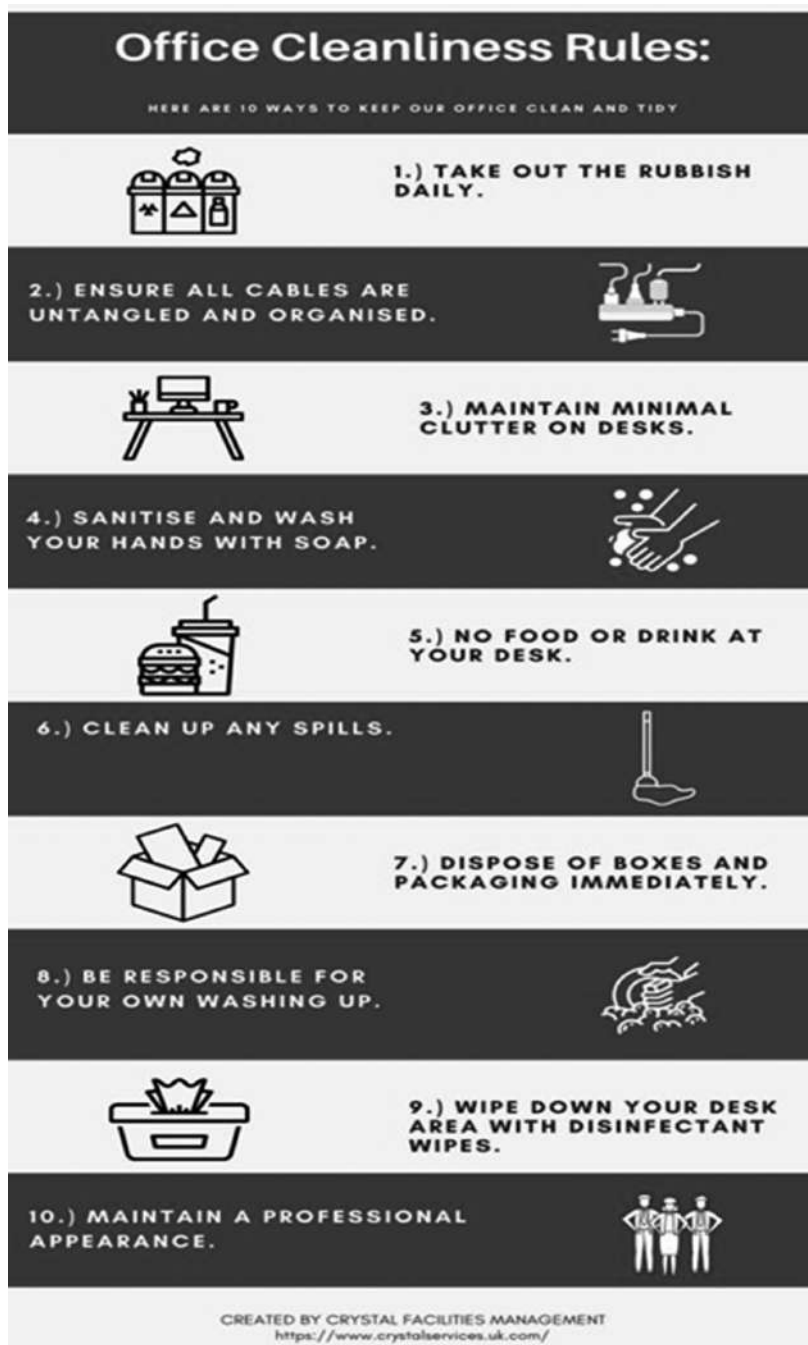 Office Cleanliness Rules:
HERE ARE 10 WAYS TO KEEP OUR OFFICE CLEAN AND TIDY
1.) TAKE OUT THE RUBBISH
DAILY.
2.) ENSURE ALL CABLES ARE
UNTANGLED AND ORGANISED.
3.) MAINTAIN MINIMAL
CLUTTER ON DESKS.
4.) SANITISE AND WASH
YOUR HANDS WITH SOAP.
5.) NO FOOD OR DRINK AT
YOUR DESK.
6.) CLEAN UP ANY SPILLS.
7.) DISPOSE OF BOXES AND
PACKAGING IMMEDIATELY.
8.) BE RESPONSIBLE FOR
YOUR OWN WASHING UP.
9.) WIPE DOWN YOUR DESK
AREA WITH DISINFECTANT
WIPES.
10.) MAINTAIN A PROFESSIONAL
APPEARANCE.
CREATED BY CRYSTAL FACILITIES MANAGEMENT
https://www.crystalservices.uk.com/